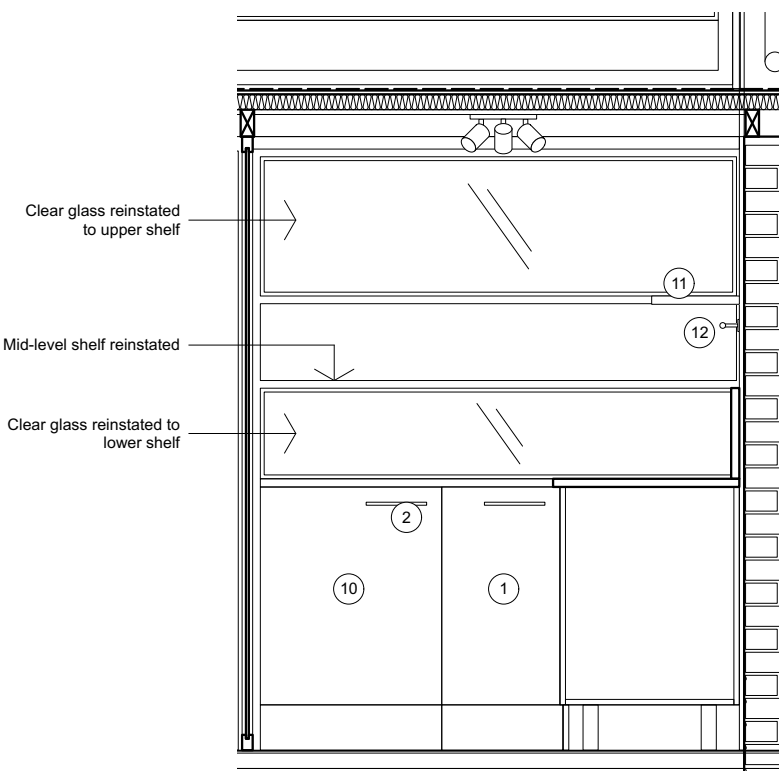 Clear glass reinstated
to upper shelf
11
12
Mid-level shelf reinstated
Clear glass reinstated to
lower shelf
2
10
1